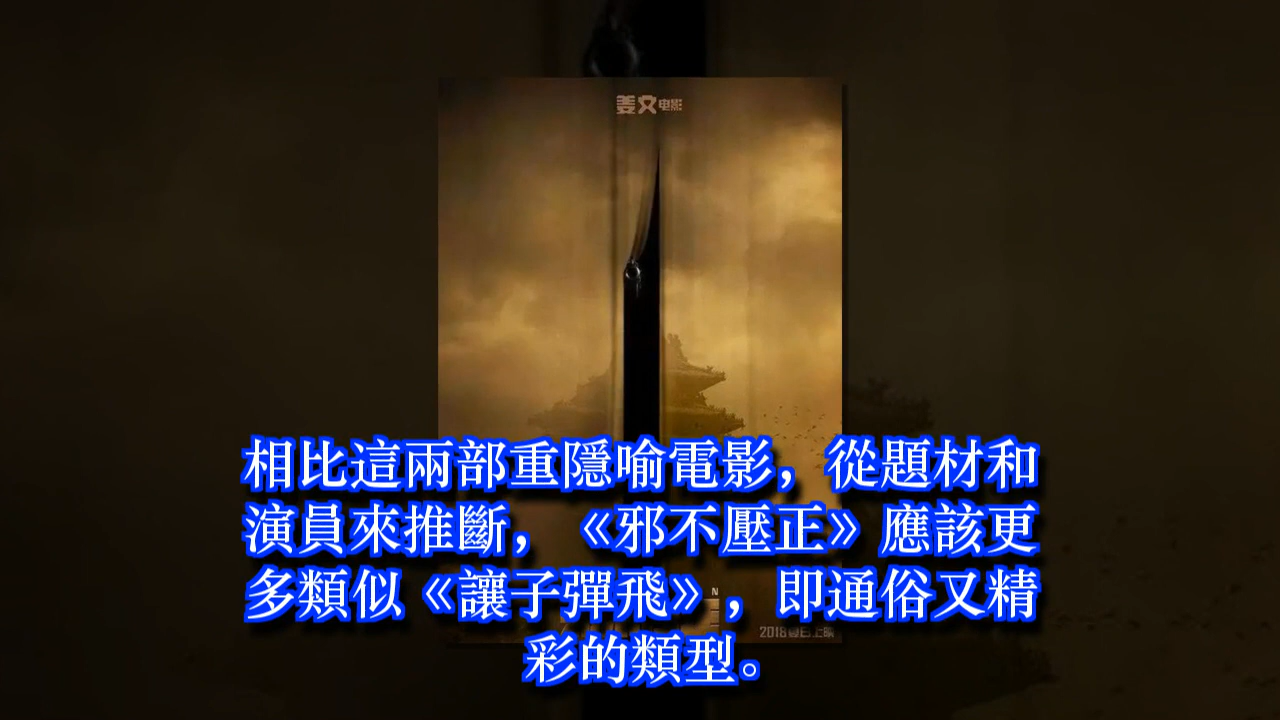 姜文电影
相比這兩部重隱喻電影，從題材和
演員來推斷，《邪不壓正》應該更
多類似《讓子彈飛》，即通俗又精
彩的類型。